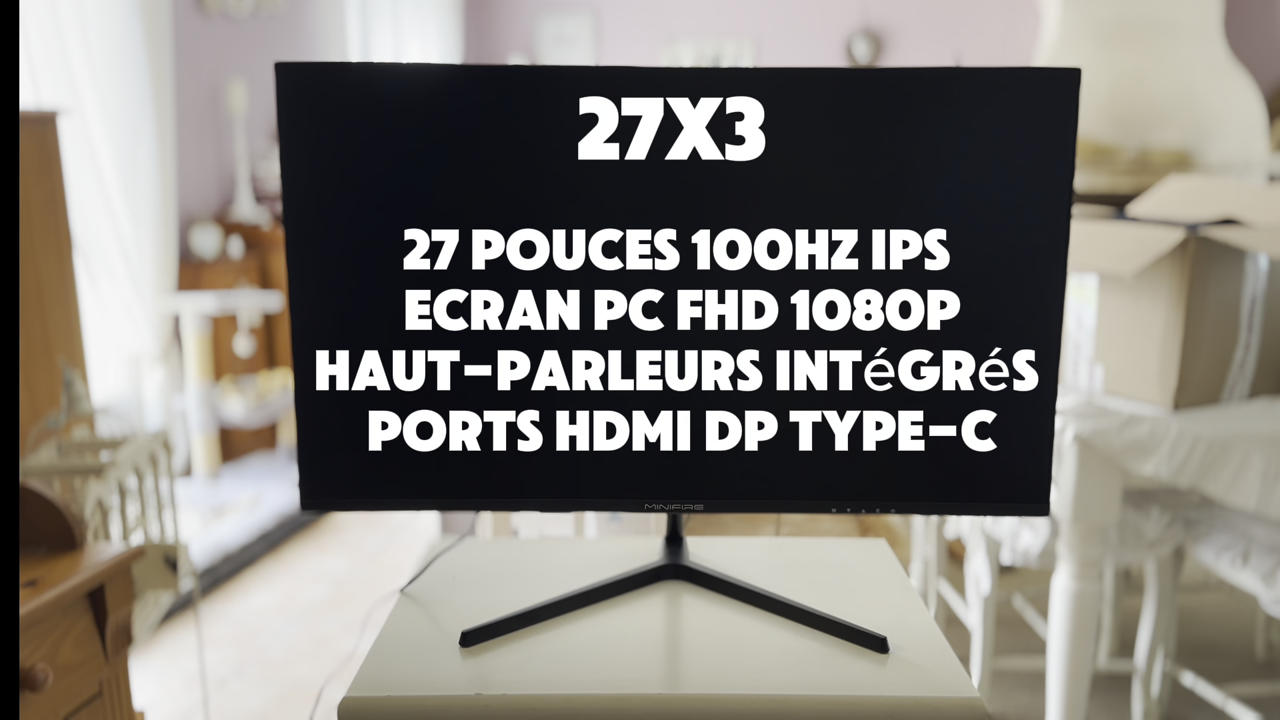 27X3
27 POUCES 100HZ IPS
ECRAN PC FHD 1080P
HAUT-PARLEURS INTéGRéS
PORTS HDMI DP TYPE-C
MINIFIRE